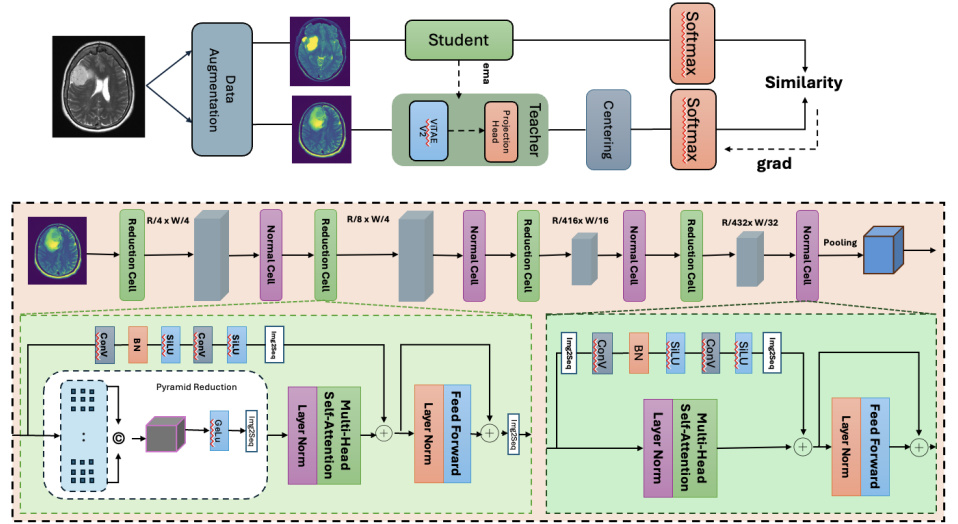 Data
Augmentation
Student
ema
ViTAE
V2
Projection
Head
Teacher
Centering
Softmax
Softmax
Similarity
grad
R/4 x W/4
R/8 x W/4
R/416x W/16
R/432x W/32
Pooling
Reduction Cell
Normal Cell
Reduction Cell
Normal Cell
Reduction Cell
Normal Cell
Reduction Cell
Normal Cell
ConV
BN
SiLU
ConV
SiLU
Img2Seq
Pyramid Reduction
©
GeLu
Img2Seq
Layer Norm
Multi-Head
Self-Attention
+
Layer Norm
Feed Forward
+
Img2Seq
Img2Seq
ConV
BN
SiLU
ConV
SiLU
Img2Seq
Layer Norm
Multi-Head
Self-Attention
+
Layer Norm
Feed Forward
+